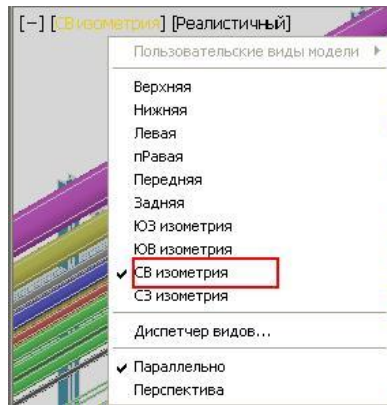 [−] [СВ изометрия] [Реалистичный]
Пользовательские виды модели
Верхняя
Нижняя
Левая
пРавая
Передняя
Задняя
ЮЗ изометрия
ЮВ изометрия
СВ изометрия
СЗ изометрия
Диспетчер видов...
Параллельно
Перспектива